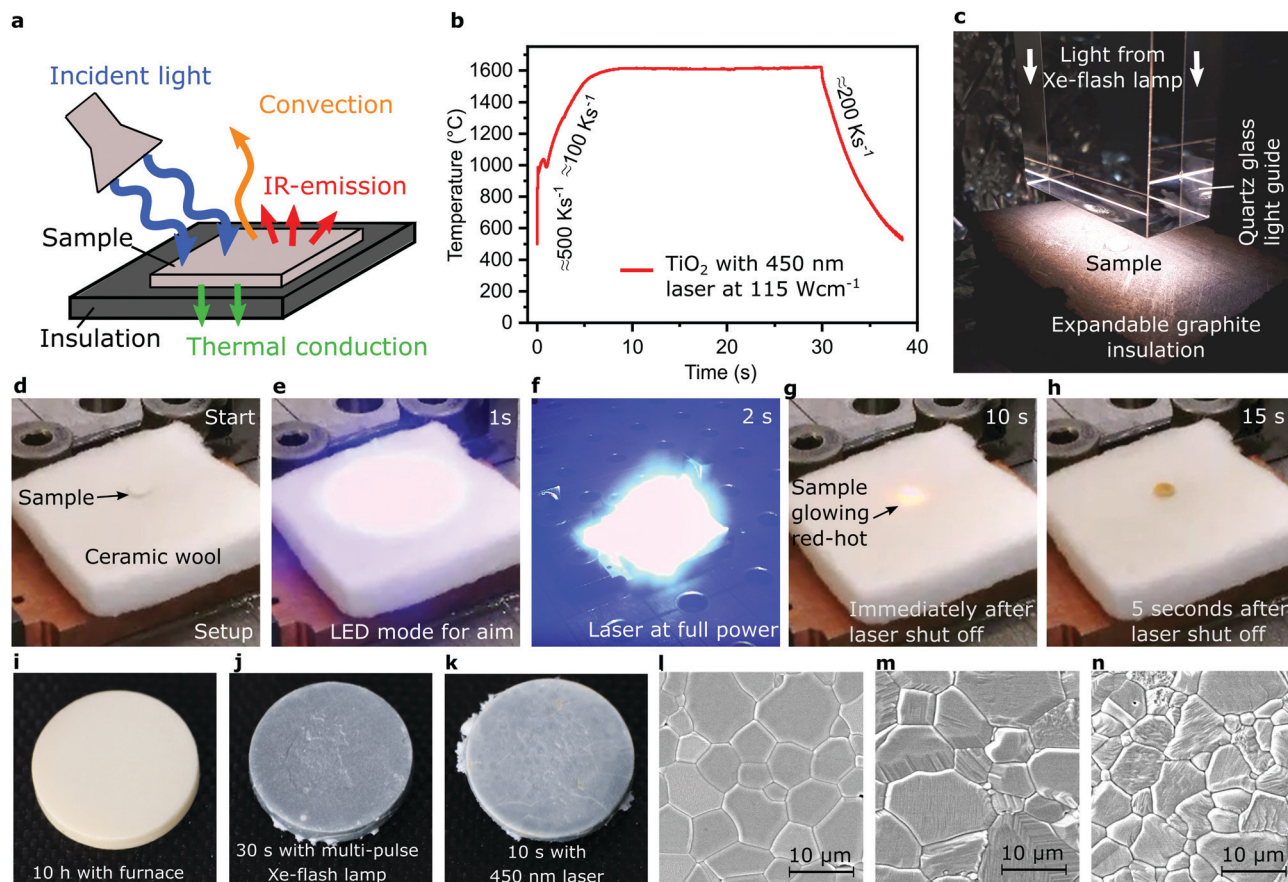 a
Incident light
Convection
IR-emission
Sample
Insulation
Thermal conduction
b
Temperature (°C)
1600
1400
1200
1000
800
600
400
200
0
≈500 Ks⁻¹
≈100 Ks⁻¹
≈200 Ks⁻¹
TiO₂ with 450 nm
laser at 115 Wcm⁻¹
0
10
20
30
40
Time (s)
c
Light from
Xe-flash lamp
Quartz glass
light guide
Sample
Expandable graphite
insulation
d
Start
Sample
Ceramic wool
Setup
e
1s
LED mode for aim
f
2 s
Laser at full power
g
10 s
Sample
glowing
red-hot
Immediately after
laser shut off
h
15 s
5 seconds after
laser shut off
i
10 h with furnace
j
30 s with multi-pulse
Xe-flash lamp
k
10 s with
450 nm laser
l
10 µm
m
10 µm
n
10 µm